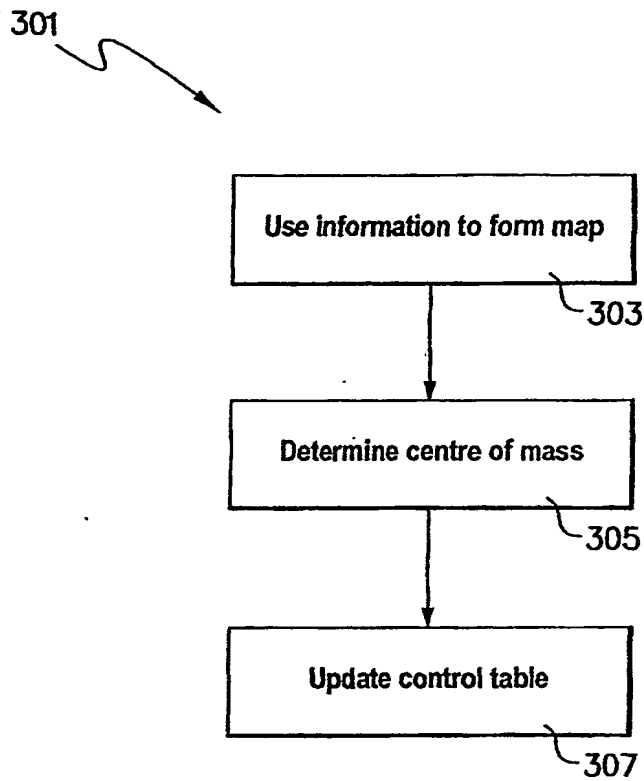 301
Use information to form map
303
Determine centre of mass
305
Update control table
307